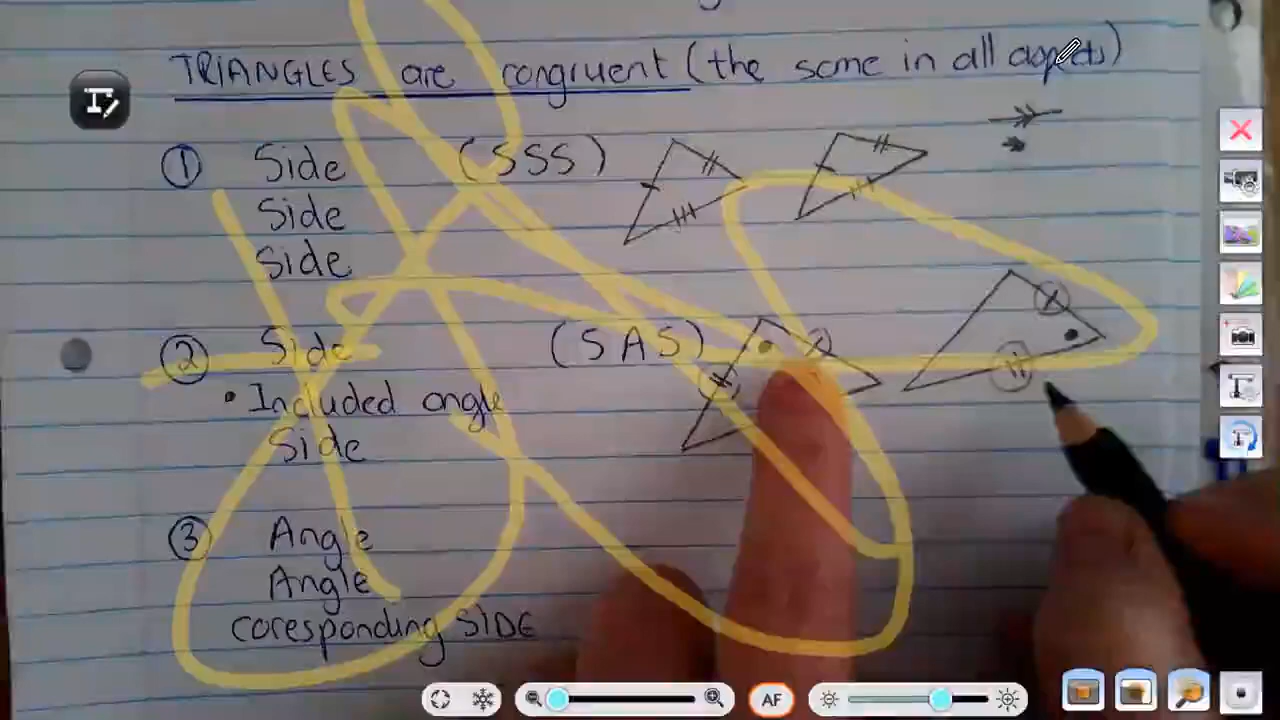 TRIANGLES are congruent (the same in all aspects)
① Side (SSS)
Side
Side
② Side (SAS)
• Included angle
Side
③ Angle
Angle
coresponding SIDE
AF